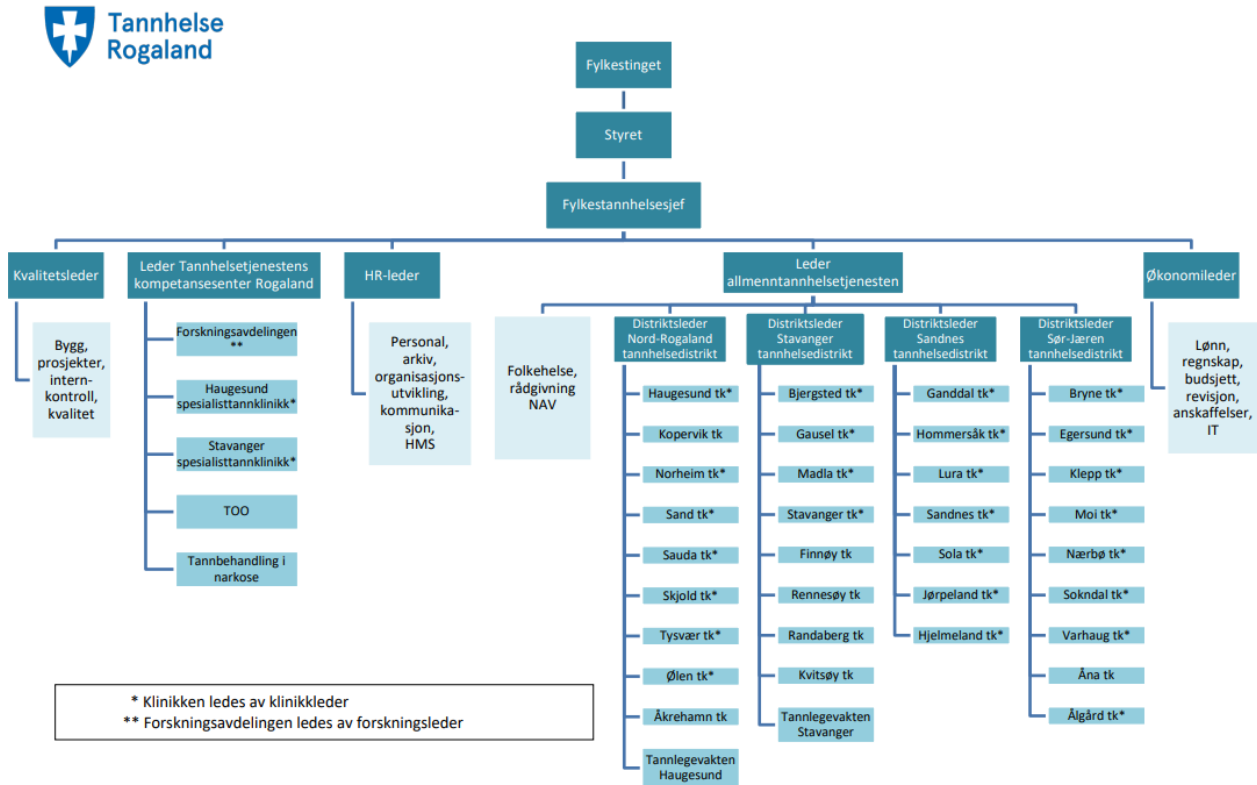 Tannhelse
Rogaland
Fylkestinget
Styret
Fylkestannhelsesjef
Kvalitetsleder
Bygg,
prosjekter,
intern-
kontroll,
kvalitet
Leder Tannhelsetjenestens
kompetansesenter Rogaland
Forskningsavdelingen
**
Haugesund
spesialisttannklinikk*
Stavanger
spesialisttannklinikk*
TOO
Tannbehandling i
narkose
HR-leder
Personal,
arkiv,
organisasjons-
utvikling,
kommunika-
sjon,
HMS
Leder
allmenntannhelsetjenesten
Folkehelse,
rådgivning
NAV
Distriktsleder
Nord-Rogaland
tannhelsedistrikt
Haugesund tk*
Kopervik tk
Norheim tk*
Sand tk*
Sauda tk*
Skjold tk*
Tysvær tk*
Ølen tk*
Åkrehamn tk
Tannlegevakten
Haugesund
Distriktsleder
Stavanger
tannhelsedistrikt
Bjergsted tk*
Gausel tk*
Madla tk*
Stavanger tk*
Finnøy tk
Rennesøy tk
Randaberg tk
Kvitsøy tk
Tannlegevakten
Stavanger
Distriktsleder
Sandnes
tannhelsedistrikt
Ganddal tk*
Hommersåk tk*
Lura tk*
Sandnes tk*
Sola tk*
Jørpeland tk*
Hjelmeland tk*
Distriktsleder
Sør-Jæren
tannhelsedistrikt
Bryne tk*
Egersund tk*
Klepp tk*
Moi tk*
Nærbø tk*
Sokndal tk*
Varhaug tk*
Åna tk
Ålgård tk*
Økonomileder
Lønn,
regnskap,
budsjett,
revisjon,
anskaffelser,
IT
* Klinikken ledes av klinikkleder
** Forskningsavdelingen ledes av forskningsleder